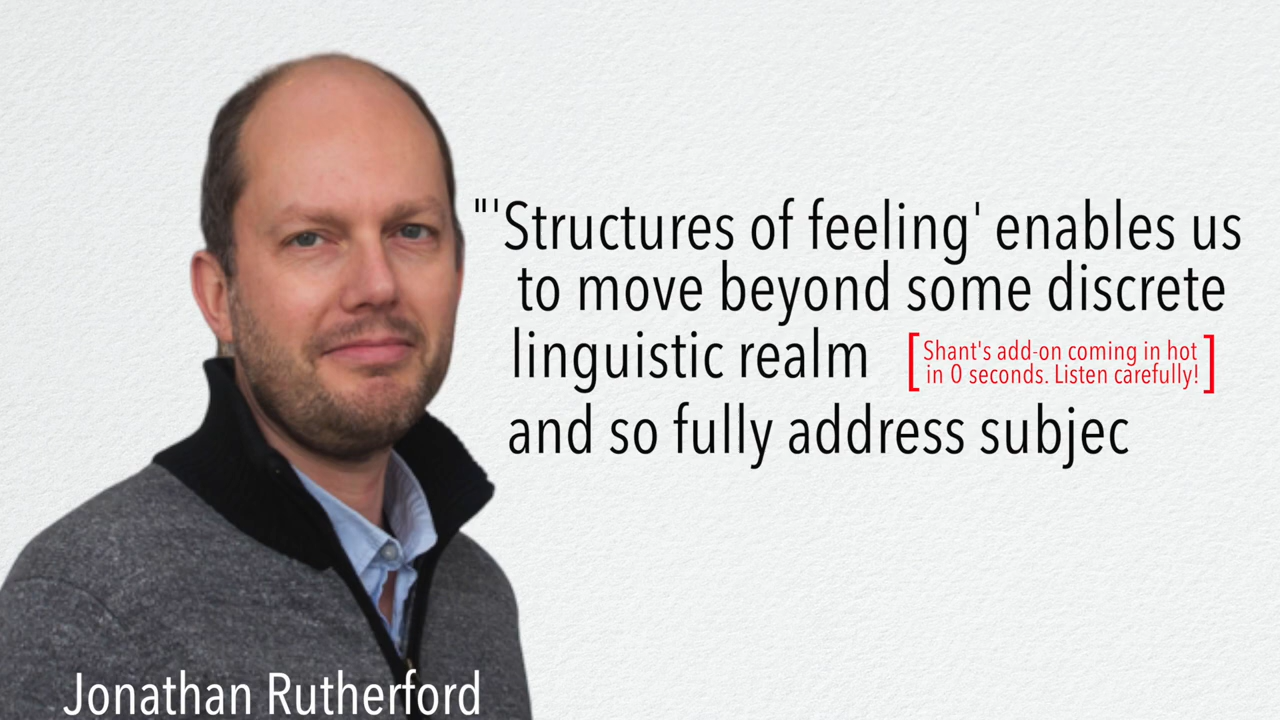 "'Structures of feeling' enables us
to move beyond some discrete
linguistic realm
[Shant's add-on coming in hot
in 0 seconds. Listen carefully!]
and so fully address subjec
Jonathan Rutherford